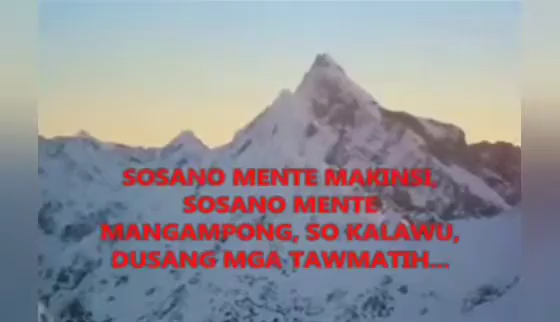 SOSANO MENTE MAKINSI,
SOSANO MENTE
MANGAMPONG, SO KALAWU,
DUSANG MGA TAWMATIH...